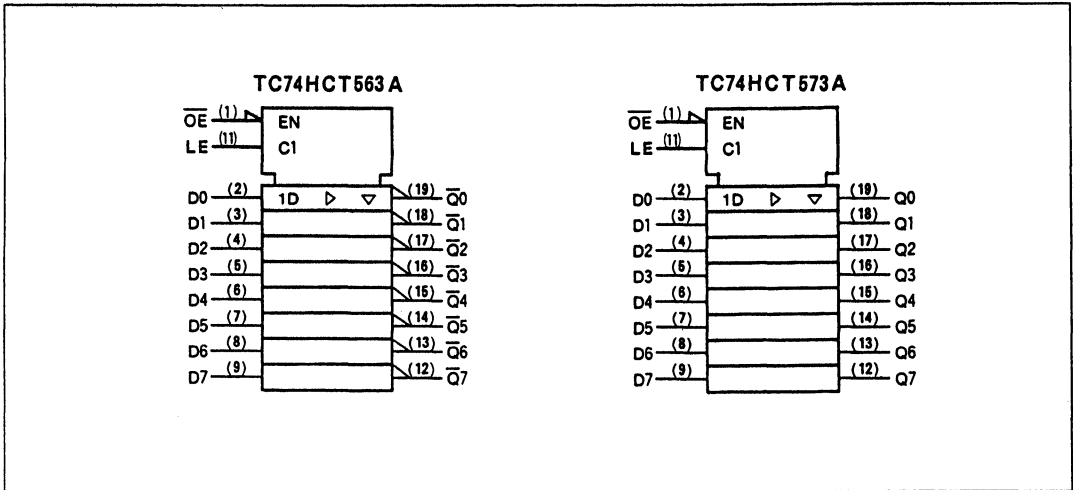 TC74HCT563A
OE (1) EN
LE (11) C1
D0 (2) 1D (19) Q0
D1 (3) (18) Q1
D2 (4) (17) Q2
D3 (5) (16) Q3
D4 (6) (15) Q4
D5 (7) (14) Q5
D6 (8) (13) Q6
D7 (9) (12) Q7
TC74HCT573A
OE (1) EN
LE (11) C1
D0 (2) 1D (19) Q0
D1 (3) (18) Q1
D2 (4) (17) Q2
D3 (5) (16) Q3
D4 (6) (15) Q4
D5 (7) (14) Q5
D6 (8) (13) Q6
D7 (9) (12) Q7